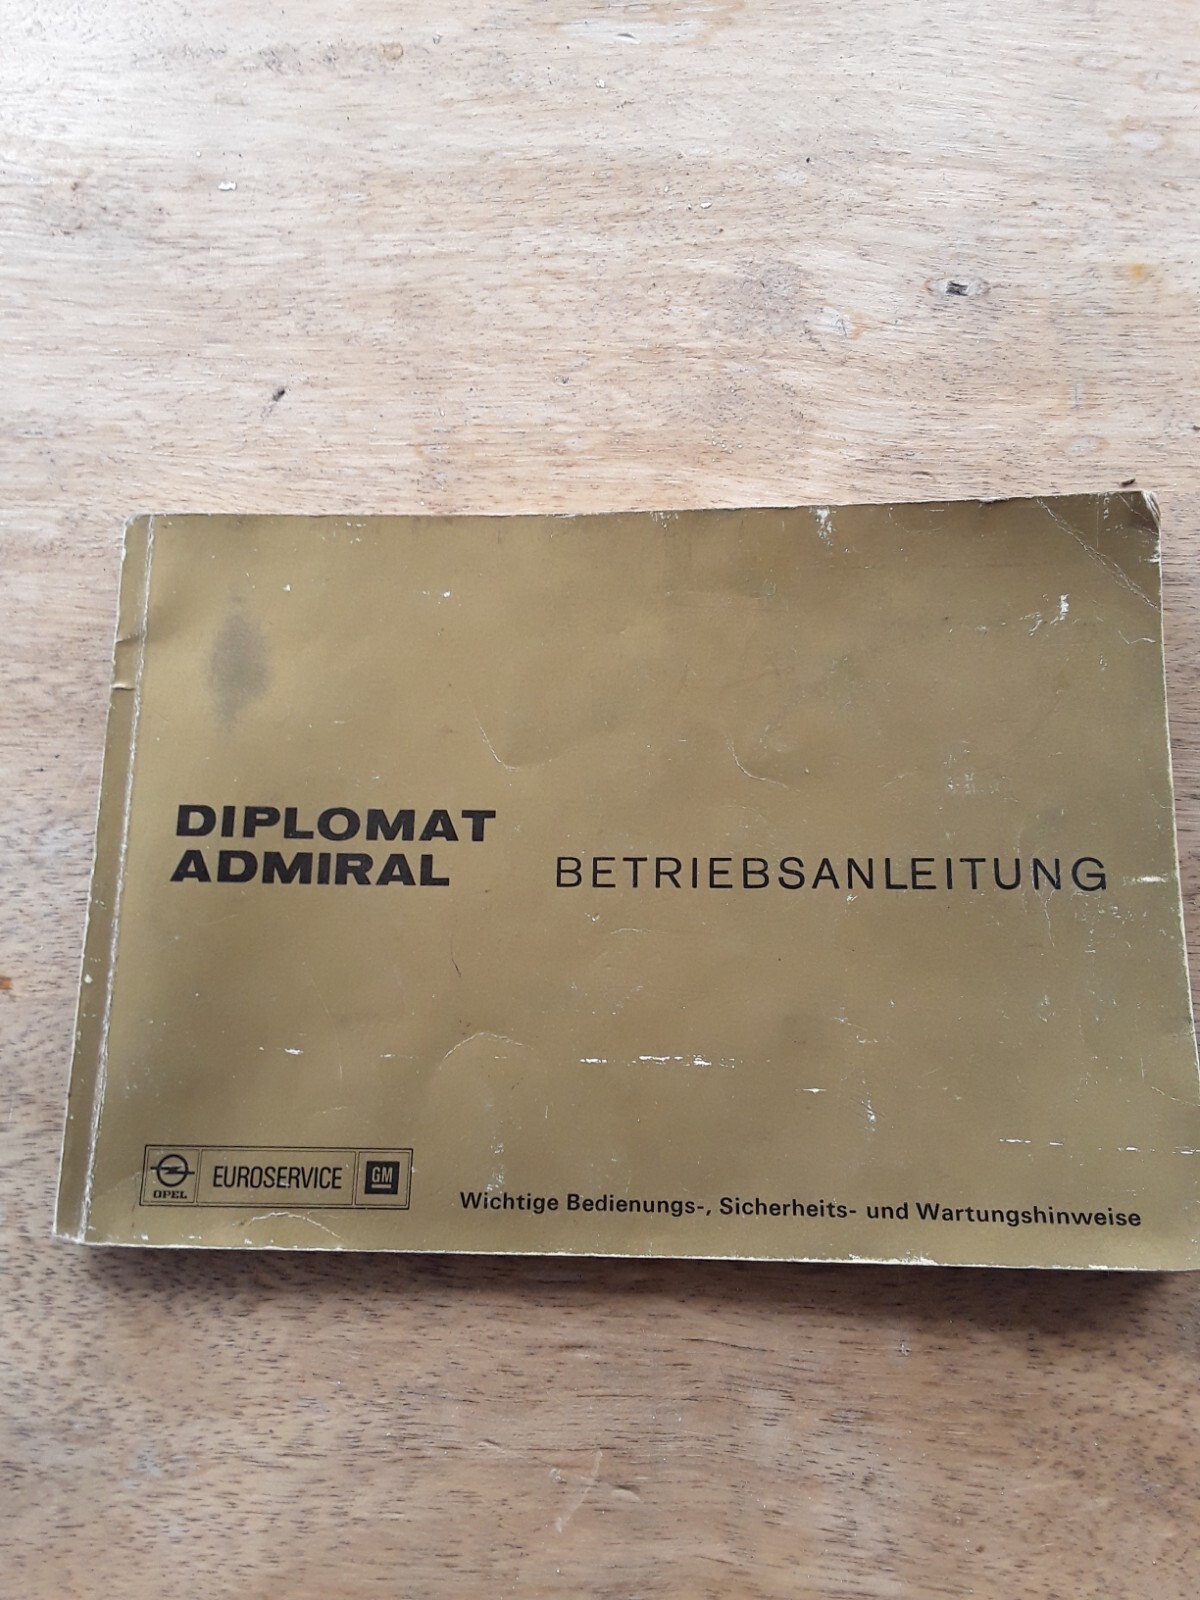 DIPLOMAT
ADMIRAL
BETRIEBSANLEITUNG
OPEL
EUROSERVICE
GM
Wichtige Bedienungs-, Sicherheits- und Wartungshinweise